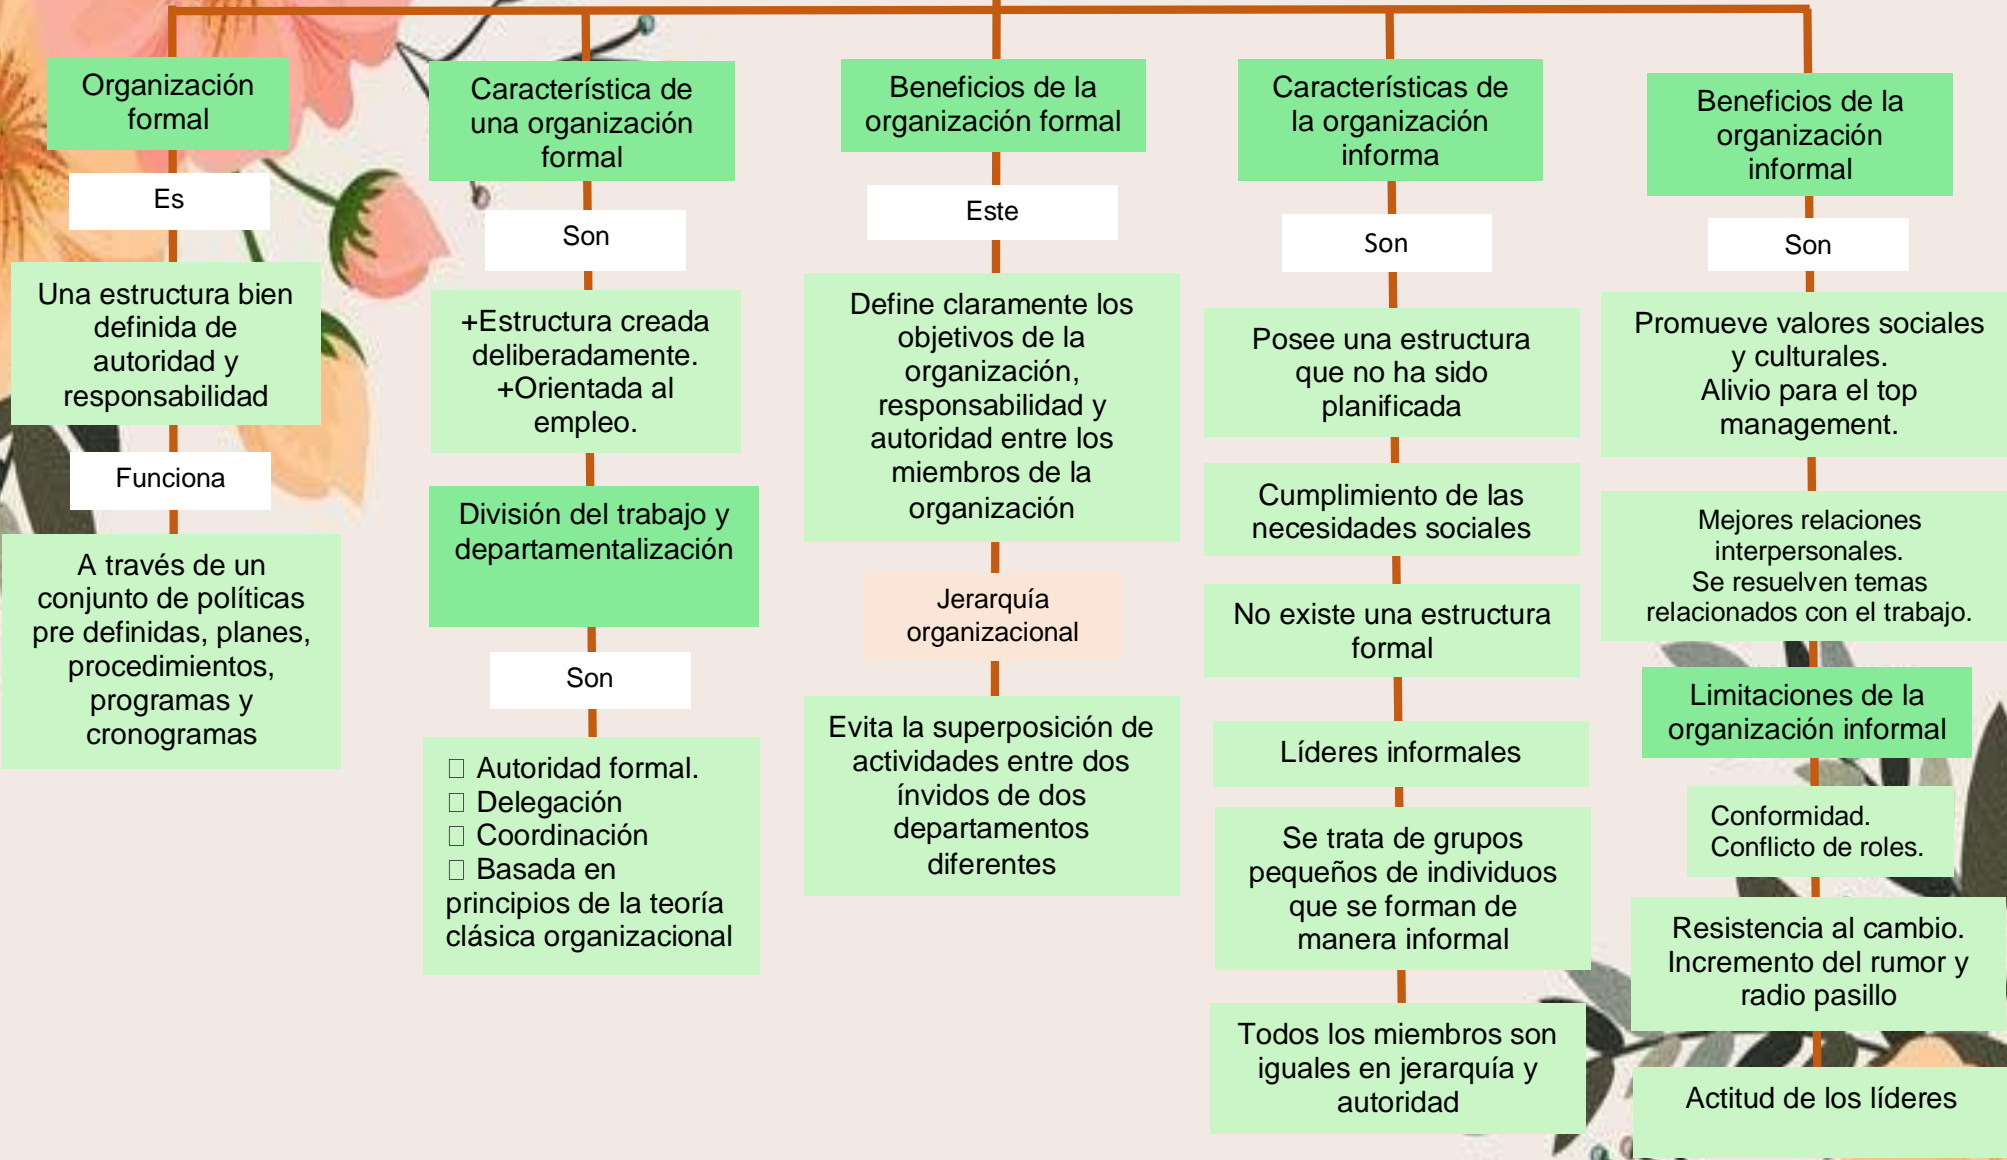 Organización
formal
Es
Una estructura bien
definida de
autoridad y
responsabilidad
Funciona
A través de un
conjunto de políticas
pre definidas, planes,
procedimientos,
programas y
cronogramas
Característica de
una organización
formal
Son
+Estructura creada
deliberadamente.
+Orientada al
empleo.
División del trabajo y
departamentalización
Son
□ Autoridad formal.
□ Delegación
□ Coordinación
□ Basada en
principios de la teoría
clásica organizacional
Beneficios de la
organización formal
Este
Define claramente los
objetivos de la
organización,
responsabilidad y
autoridad entre los
miembros de la
organización
Jerarquía
organizacional
Evita la superposición de
actividades entre dos
ínvidos de dos
departamentos
diferentes
Características de
la organización
informa
Son
Posee una estructura
que no ha sido
planificada
Cumplimiento de las
necesidades sociales
No existe una estructura
formal
Líderes informales
Se trata de grupos
pequeños de individuos
que se forman de
manera informal
Todos los miembros son
iguales en jerarquía y
autoridad
Beneficios de la
organización
informal
Son
Promueve valores sociales
y culturales.
Alivio para el top
management.
Mejores relaciones
interpersonales.
Se resuelven temas
relacionados con el trabajo.
Limitaciones de la
organización informal
Conformidad.
Conflicto de roles.
Resistencia al cambio.
Incremento del rumor y
radio pasillo
Actitud de los líderes